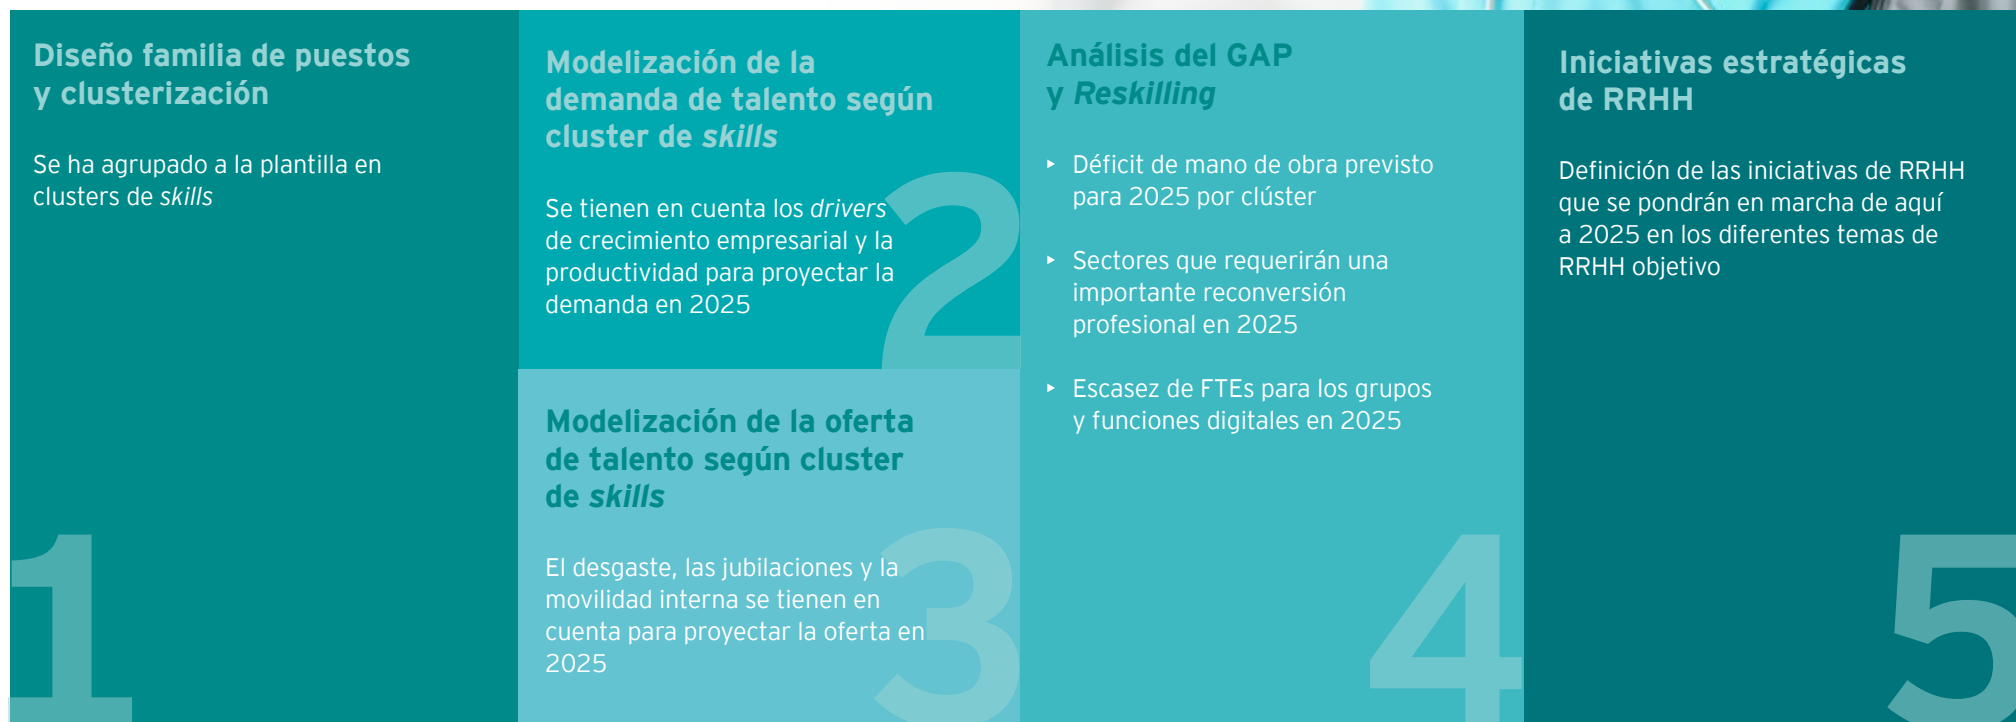 Diseño familia de puestos
y clusterización
Se ha agrupado a la plantilla en
clusters de skills
1
Modelización de la
demanda de talento según
cluster de skills
Se tienen en cuenta los drivers
de crecimiento empresarial y la
productividad para proyectar la
demanda en 2025
2
Modelización de la oferta
de talento según cluster
de skills
El desgaste, las jubilaciones y la
movilidad interna se tienen en
cuenta para proyectar la oferta en
2025
3
Análisis del GAP
y Reskilling
‣ Déficit de mano de obra previsto
para 2025 por clúster
‣ Sectores que requerirán una
importante reconversión
profesional en 2025
‣ Escasez de FTEs para los grupos
y funciones digitales en 2025
4
Iniciativas estratégicas
de RRHH
Definición de las iniciativas de RRHH
que se pondrán en marcha de aquí
a 2025 en los diferentes temas de
RRHH objetivo
5